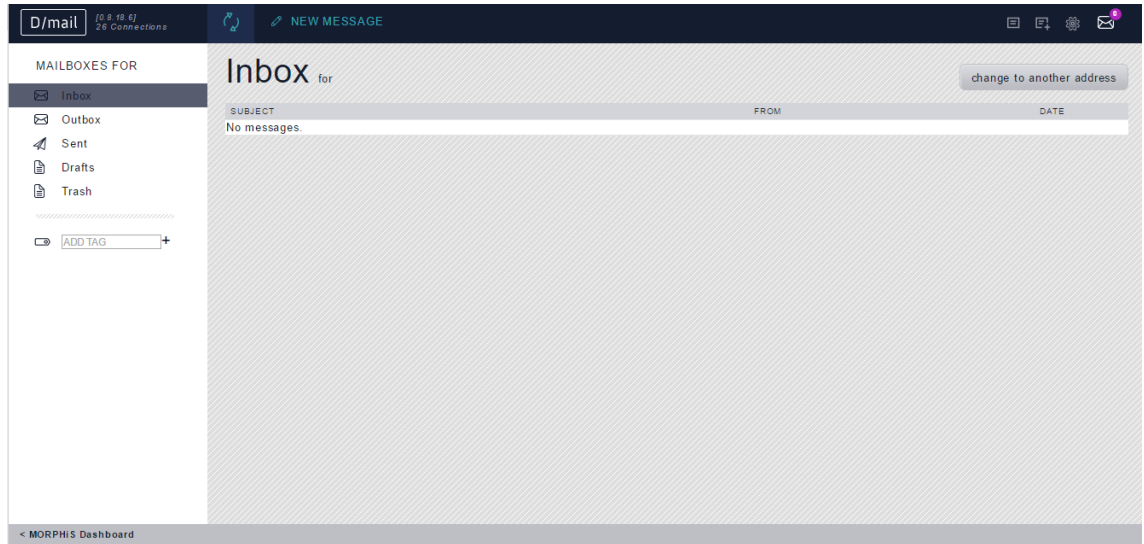 D/mail
[0.8.18.6]
26 Connections
NEW MESSAGE
0
MAILBOXES FOR
Inbox
Outbox
Sent
Drafts
Trash
ADD TAG +
Inbox for
change to another address
SUBJECT FROM DATE
No messages.
< MORPHiS Dashboard